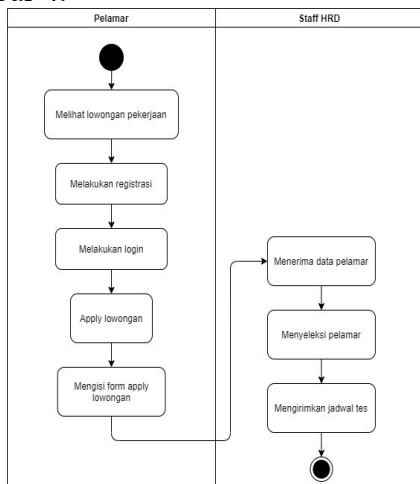 Pelamar
Staff HRD
Melihat lowongan pekerjaan
Melakukan registrasi
Melakukan login
Apply lowongan
Mengisi form apply
lowongan
Menerima data pelamar
Menyeleksi pelamar
Mengirimkan jadwal tes